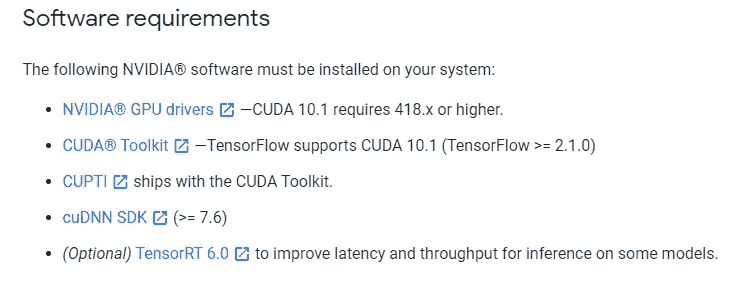 Software requirements
The following NVIDIA® software must be installed on your system:
• NVIDIA® GPU drivers —CUDA 10.1 requires 418.x or higher.
• CUDA® Toolkit —TensorFlow supports CUDA 10.1 (TensorFlow >= 2.1.0)
• CUPTI ships with the CUDA Toolkit.
• cuDNN SDK (>= 7.6)
• (Optional) TensorRT 6.0 to improve latency and throughput for inference on some models.